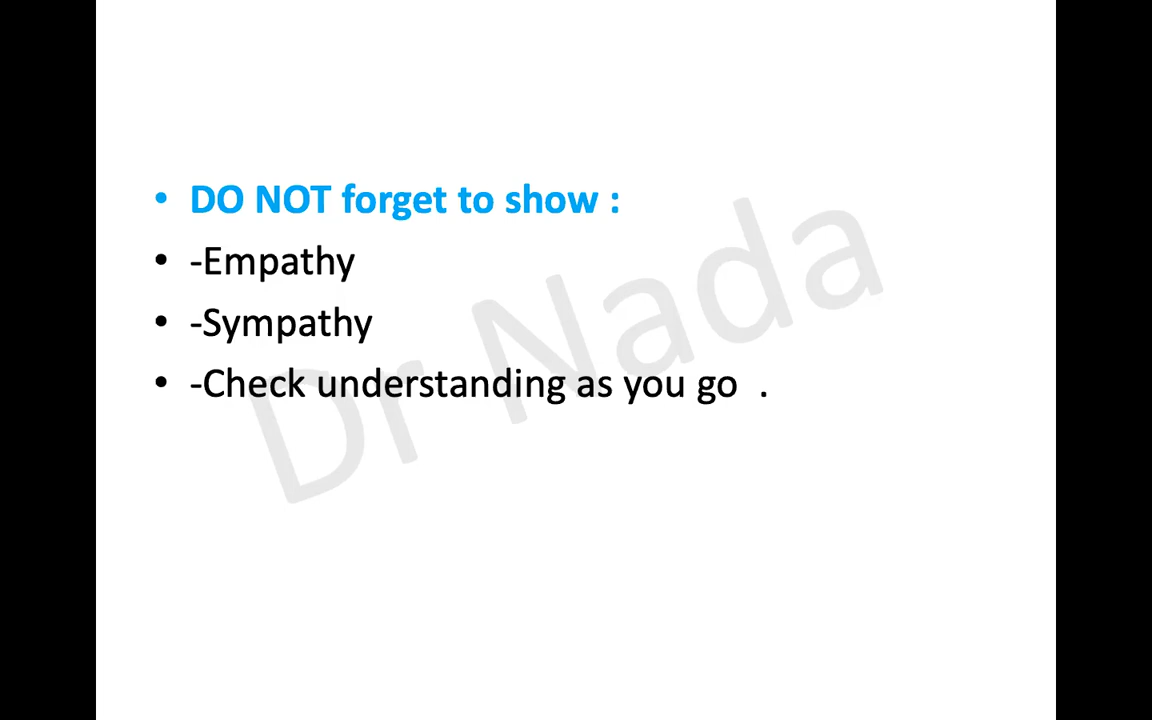 • DO NOT forget to show :
• -Empathy
• -Sympathy
• -Check understanding as you go .
Dr Nada